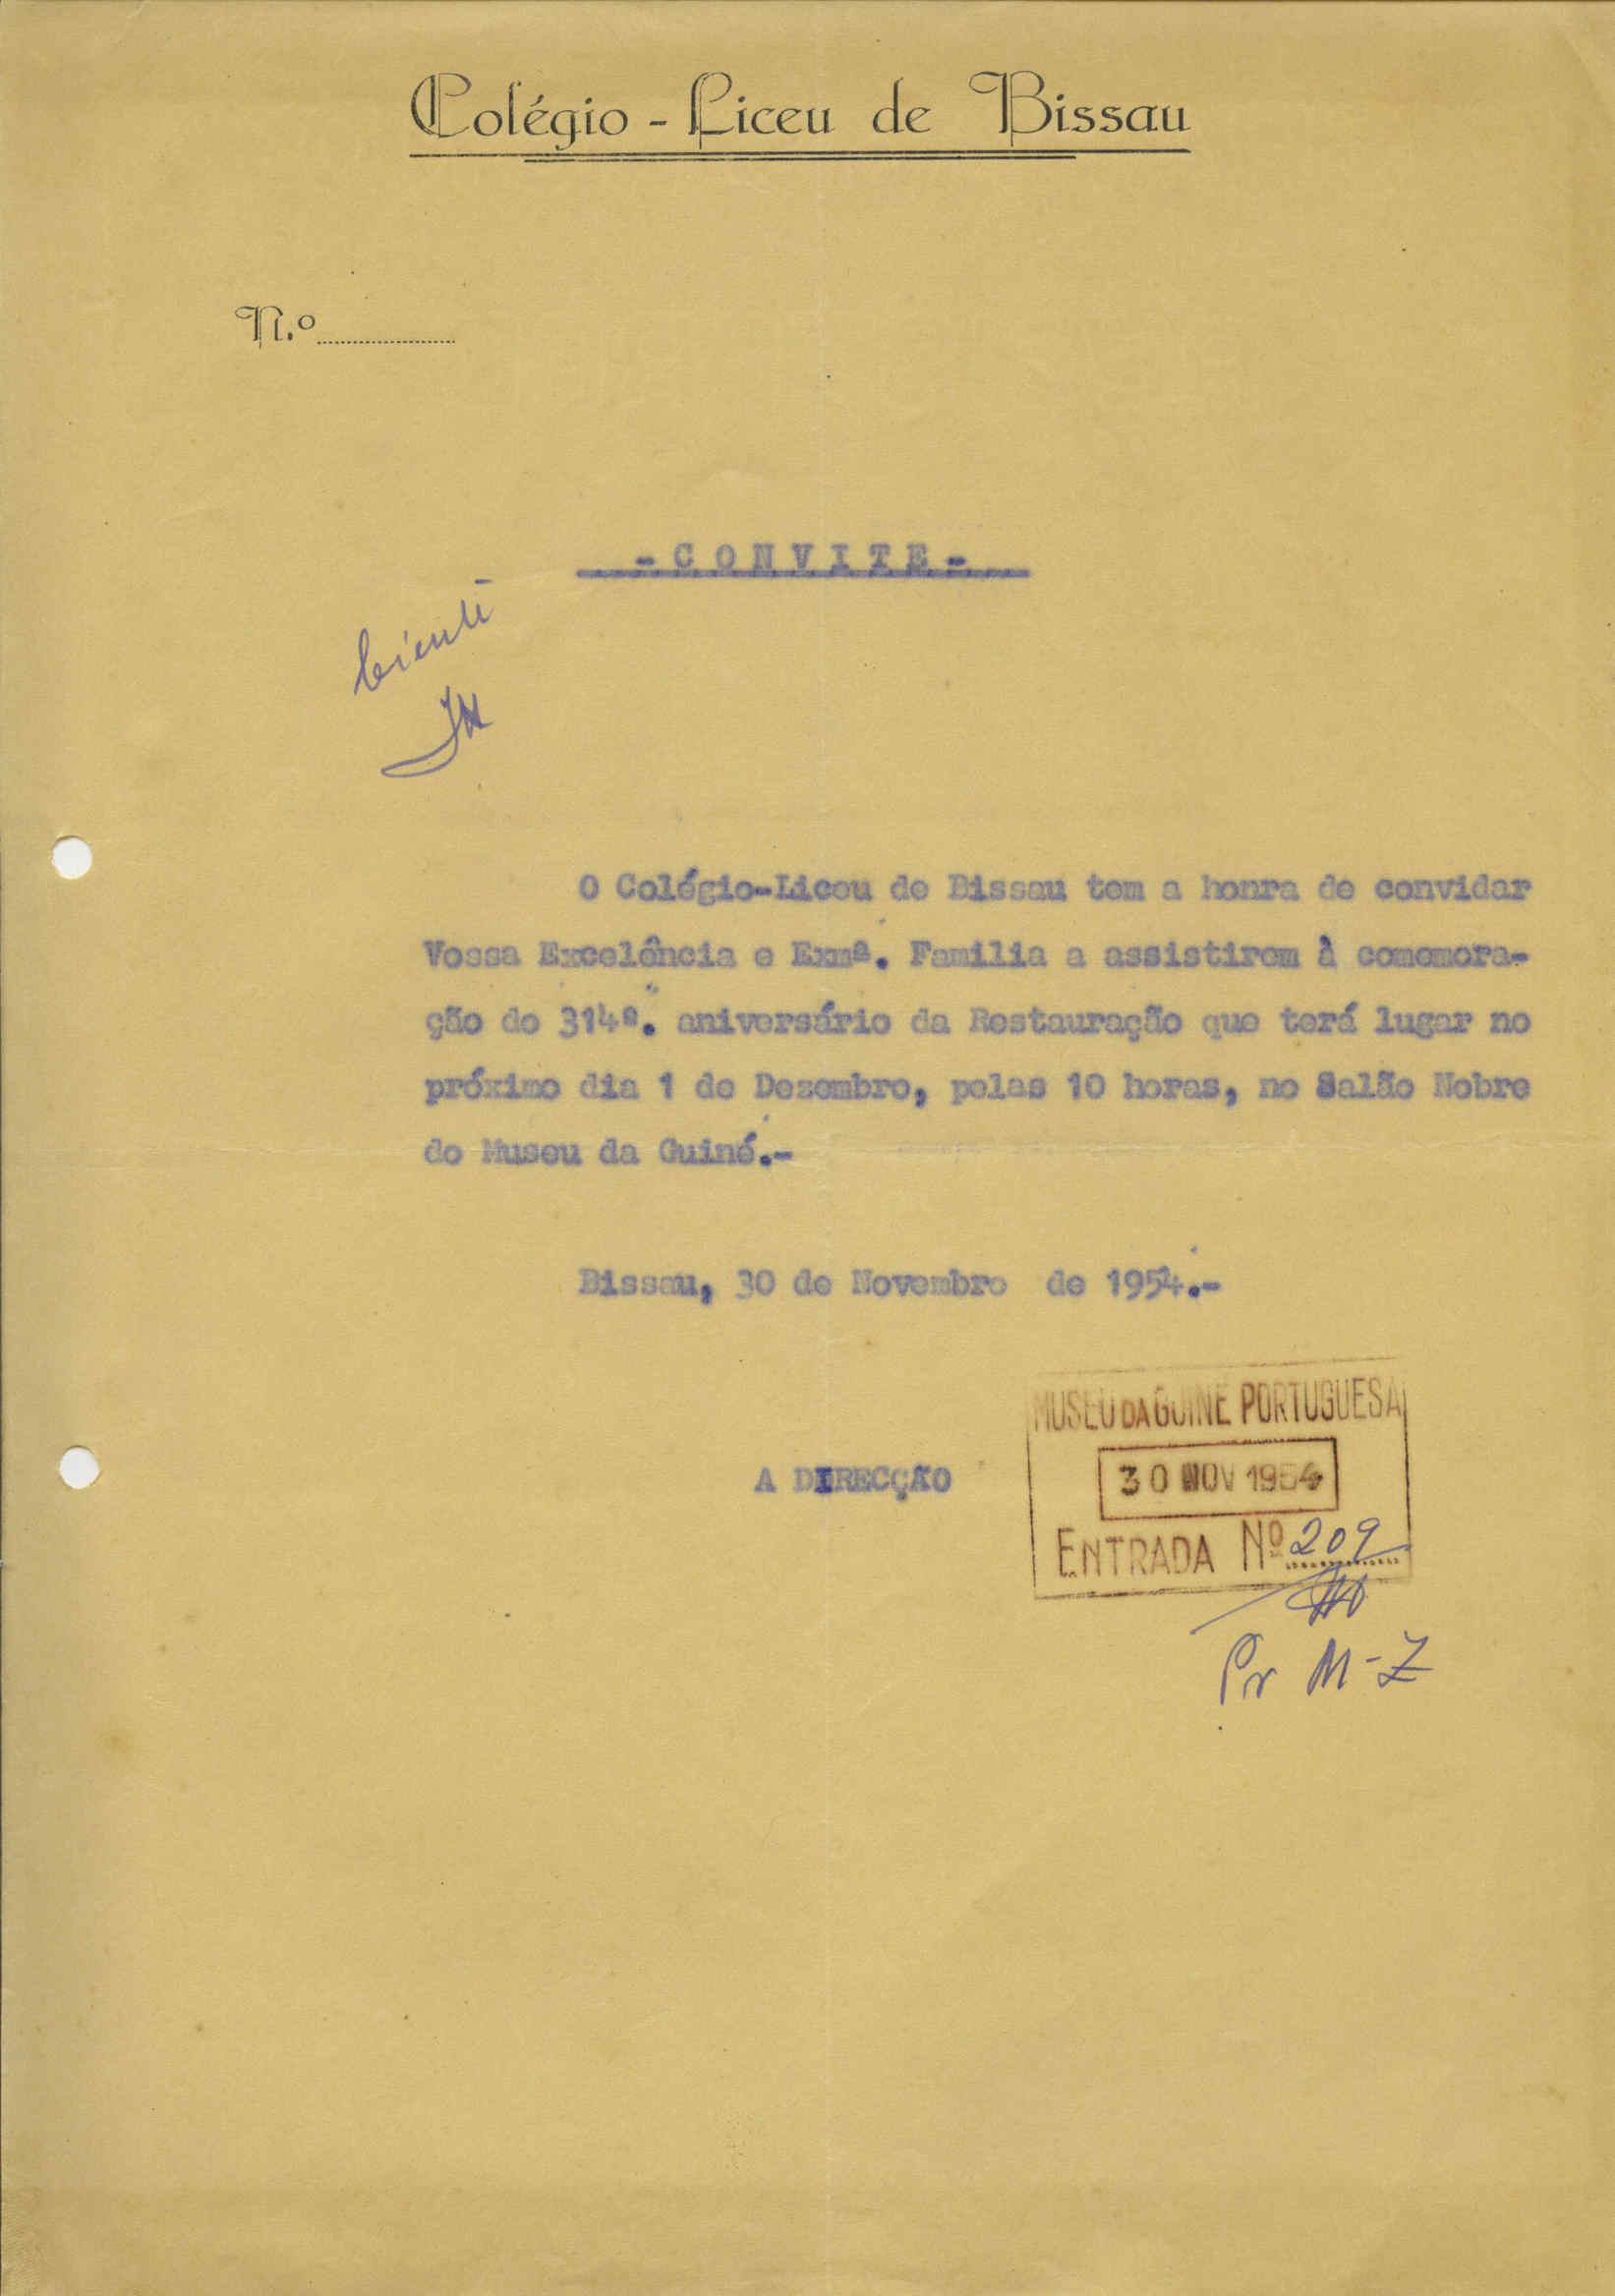 Colégio - Liceu de Bissau
N.º
- C O N V I T E -
Ciente
O Colégio-Liceu de Bissau tem a honra de convidar
Vossa Excelência e Exmª. Familia a assistirem à comemora-
ção do 314º. aniversário da Restauração que terá lugar no
próximo dia 1 de Dezembro, pelas 10 horas, no Salão Nobre
do Museu da Guiné.-
Bissau, 30 de Novembro de 1954.-
A DIRECÇÃO
MUSEU DA GUINÉ PORTUGUESA
30 NOV 1954
ENTRADA Nº 209
Pr M-Z